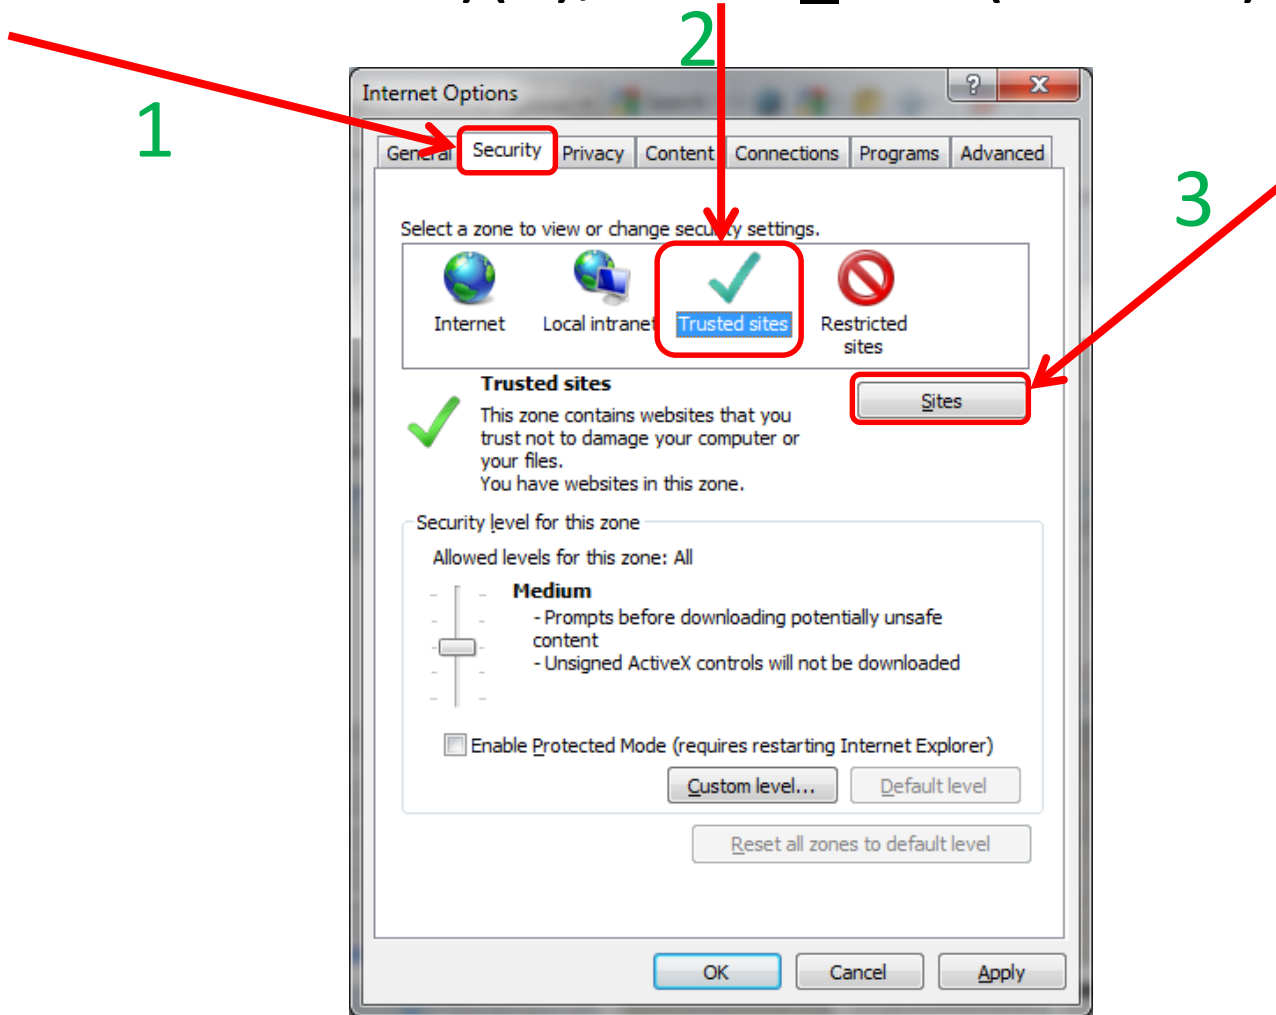 2
1
3
Internet Options
General Security Privacy Content Connections Programs Advanced
Select a zone to view or change security settings.
Internet Local intranet Trusted sites Restricted
sites
Trusted sites
Sites
This zone contains websites that you
trust not to damage your computer or
your files.
You have websites in this zone.
Security level for this zone
Allowed levels for this zone: All
Medium
- Prompts before downloading potentially unsafe
content
- Unsigned ActiveX controls will not be downloaded
Enable Protected Mode (requires restarting Internet Explorer)
Custom level... Default level
Reset all zones to default level
OK Cancel Apply